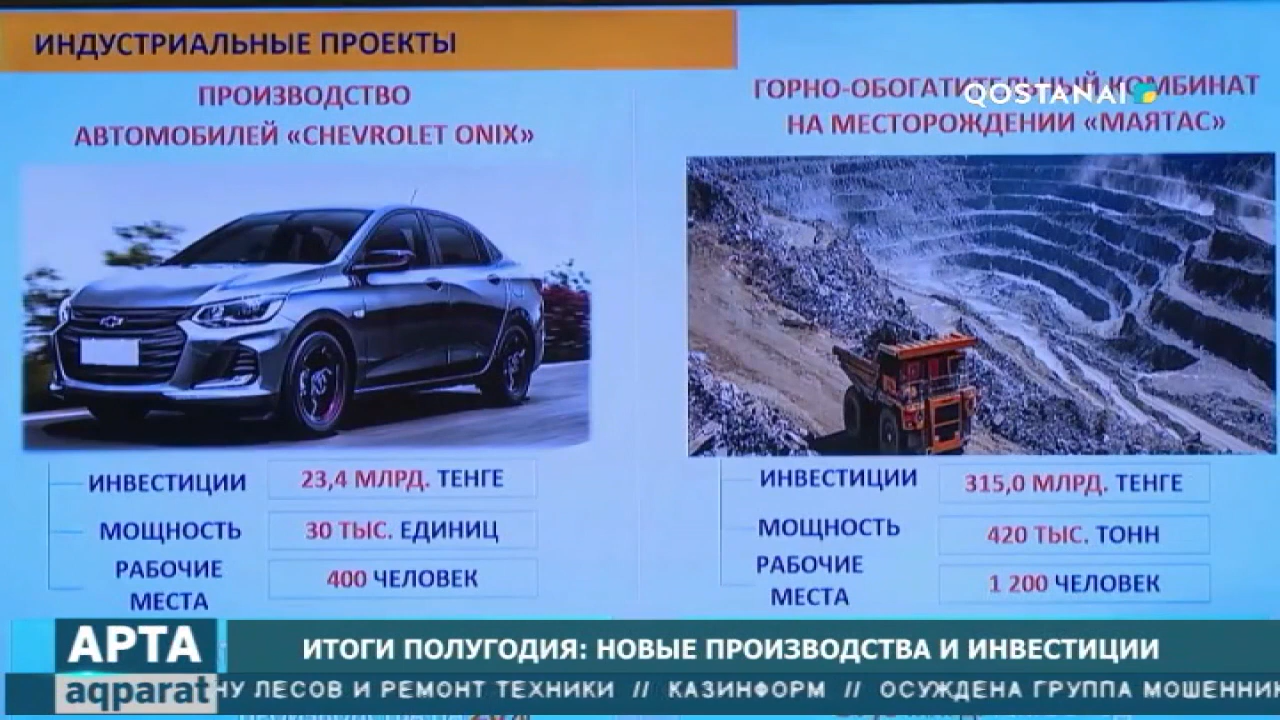 ИНДУСТРИАЛЬНЫЕ ПРОЕКТЫ
ПРОИЗВОДСТВО
АВТОМОБИЛЕЙ «CHEVROLET ONIX»
ИНВЕСТИЦИИ 23,4 МЛРД. ТЕНГЕ
МОЩНОСТЬ 30 ТЫС. ЕДИНИЦ
РАБОЧИЕ
МЕСТА
400 ЧЕЛОВЕК
ГОРНО-ОБОГАТИТЕЛЬНЫЙ КОМБИНАТ
НА МЕСТОРОЖДЕНИИ «МАЯТАС»
QOSTANAI
ИНВЕСТИЦИИ 315,0 МЛРД. ТЕНГЕ
МОЩНОСТЬ 420 ТЫС. ТОНН
РАБОЧИЕ
МЕСТА
1 200 ЧЕЛОВЕК
АРТА
aqparat
ИТОГИ ПОЛУГОДИЯ: НОВЫЕ ПРОИЗВОДСТВА И ИНВЕСТИЦИИ
НУ ЛЕСОВ И РЕМОНТ ТЕХНИКИ // КАЗИНФОРМ // ОСУЖДЕНА ГРУППА МОШЕННИК